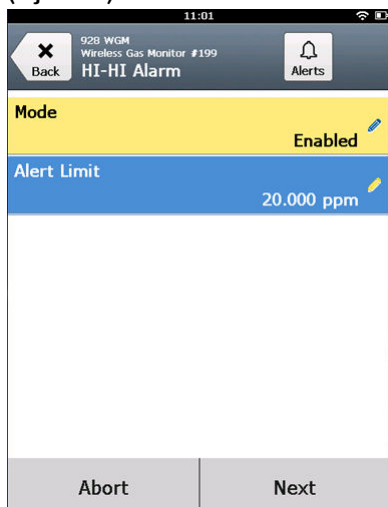 11:01
928 WGM
Wireless Gas Monitor #199
HI-HI Alarm
Back
Alerts
Mode
Enabled
Alert Limit
20.000 ppm
Abort
Next